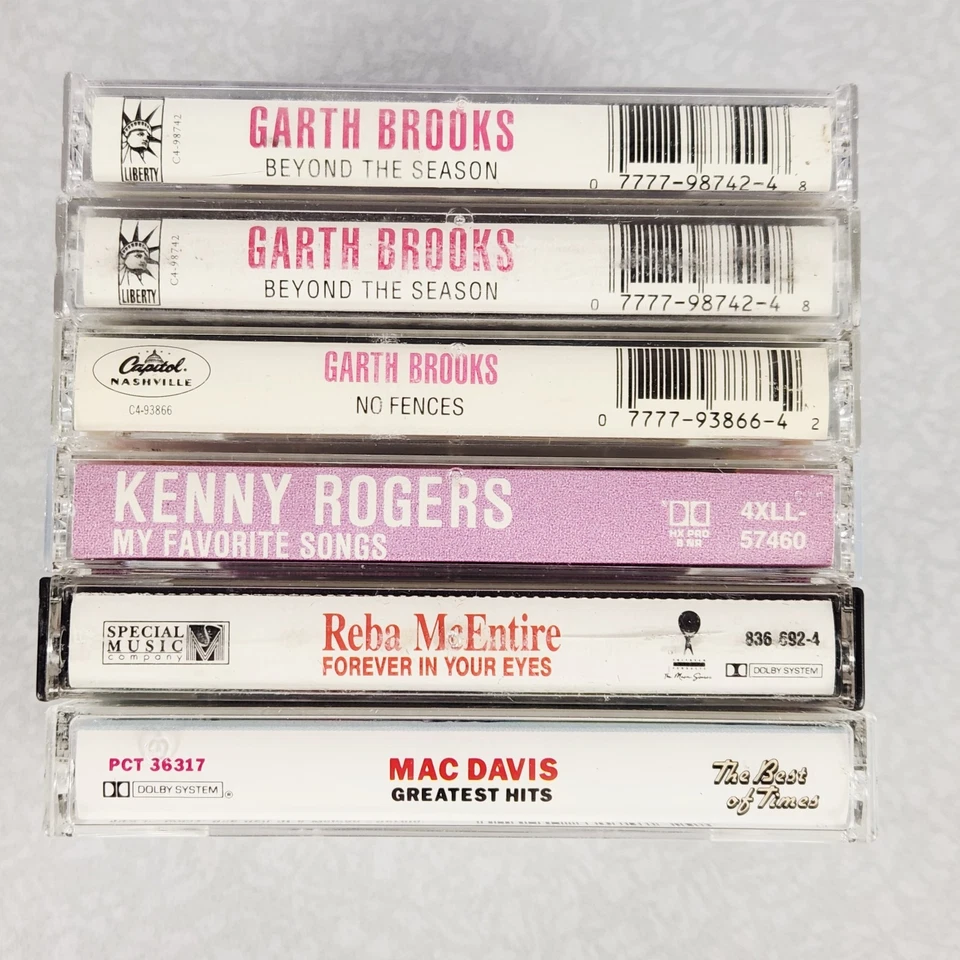 LIBERTY
C4-98742
GARTH BROOKS
BEYOND THE SEASON
0 7777-98742-4 8
LIBERTY
C4-98742
GARTH BROOKS
BEYOND THE SEASON
0 7777-98742-4 8
Capitol.
NASHVILLE
C4-93866
GARTH BROOKS
NO FENCES
0 7777-93866-4 2
KENNY ROGERS
MY FAVORITE SONGS
HX PRO
B NR
4XLL-
57460
SPECIAL
MUSIC
company
Reba McEntire
FOREVER IN YOUR EYES
836 692-4
DOLBY SYSTEM
PCT 36317
DOLBY SYSTEM®
MAC DAVIS
GREATEST HITS
The Best
of Times